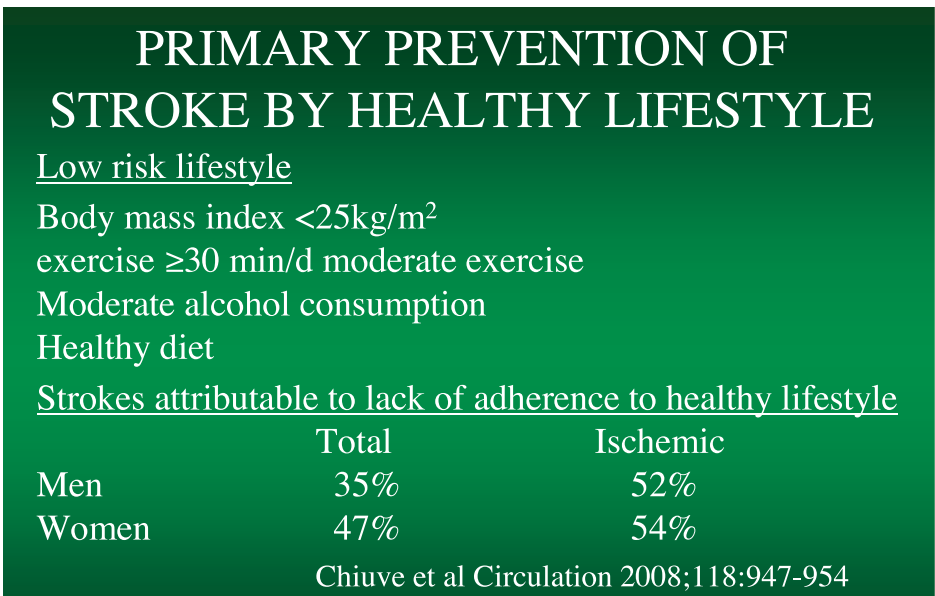 PRIMARY PREVENTION OF
STROKE BY HEALTHY LIFESTYLE
Low risk lifestyle
Body mass index <25kg/m²
exercise ≥30 min/d moderate exercise
Moderate alcohol consumption
Healthy diet
Strokes attributable to lack of adherence to healthy lifestyle
Total Ischemic
Men 35% 52%
Women 47% 54%
Chiuve et al Circulation 2008;118:947-954